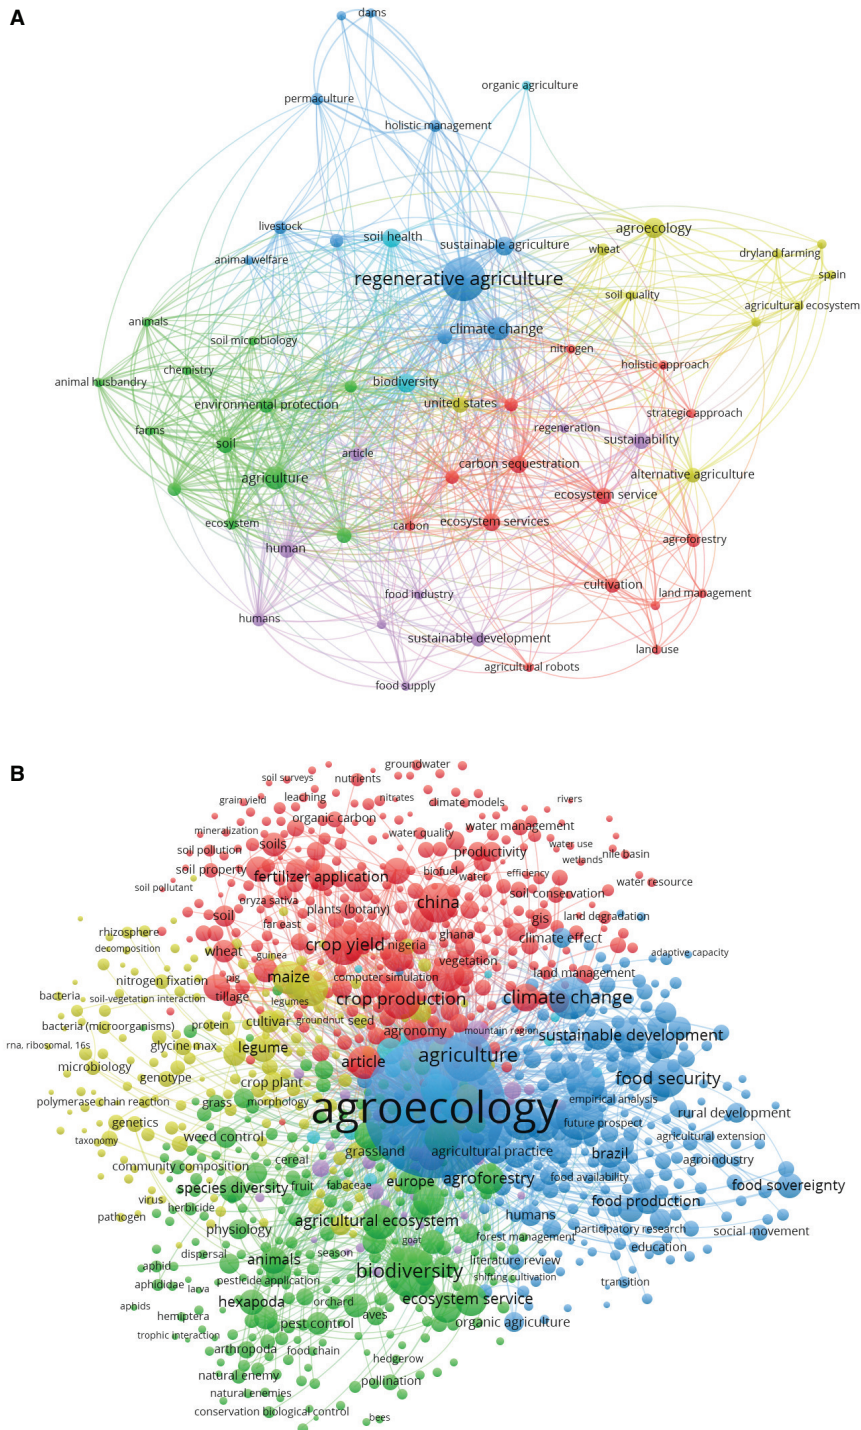 A
dams
organic agriculture
permaculture
holistic management
livestock
soil health
sustainable agriculture
agroecology
wheat
dryland farming
animal welfare
regenerative agriculture
spain
soil quality
agricultural ecosystem
animals
climate change
soil microbiology
nitrogen
holistic approach
chemistry
animal husbandry
biodiversity
environmental protection
united states
strategic approach
farms
regeneration
sustainability
soil
article
carbon sequestration
agriculture
alternative agriculture
ecosystem service
ecosystem
carbon
ecosystem services
human
agroforestry
cultivation
land management
food industry
humans
sustainable development
land use
agricultural robots
food supply
B
groundwater
soil surveys
nutrients
grain yield
leaching
nitrates
climate models
rivers
organic carbon
mineralization
water quality
water management
soils
water use
soil pollution
productivity
wetlands
nile basin
soil property
fertilizer application
biofuel
water
efficiency
water resource
soil pollutant
soil conservation
oryza sativa
china
plants (botany)
soil
gis
land degradation
far east
rhizosphere
ghana
climate effect
decomposition
wheat
crop yield
nigeria
guinea
vegetation
adaptive capacity
nitrogen fixation
pig
maize
computer simulation
land management
bacteria
soil-vegetation interaction
tillage
legumes
crop production
climate change
bacteria (microorganisms)
protein
cultivar
groundnut
seed
agronomy
mountain region
sustainable development
rna, ribosomal, 16s
glycine max
legume
article
agriculture
microbiology
genotype
crop plant
food security
polymerase chain reaction
grass
morphology
agroecology
empirical analysis
rural development
genetics
future prospect
taxonomy
weed control
agricultural extension
grassland
agricultural practice
brazil
cereal
agroindustry
community composition
species diversity
fruit
fabaceae
europe
agroforestry
food availability
food sovereignty
virus
herbicide
food production
pathogen
physiology
agricultural ecosystem
humans
participatory research
social movement
goat
forest management
education
dispersal
season
animals
literature review
aphid
biodiversity
shifting cultivation
transition
aphididae
larva
pesticide application
hexapoda
orchard
ecosystem service
aphids
hemiptera
pest control
aves
organic agriculture
trophic interaction
arthropoda
food chain
hedgerow
natural enemy
pollination
natural enemies
conservation biological control
bees